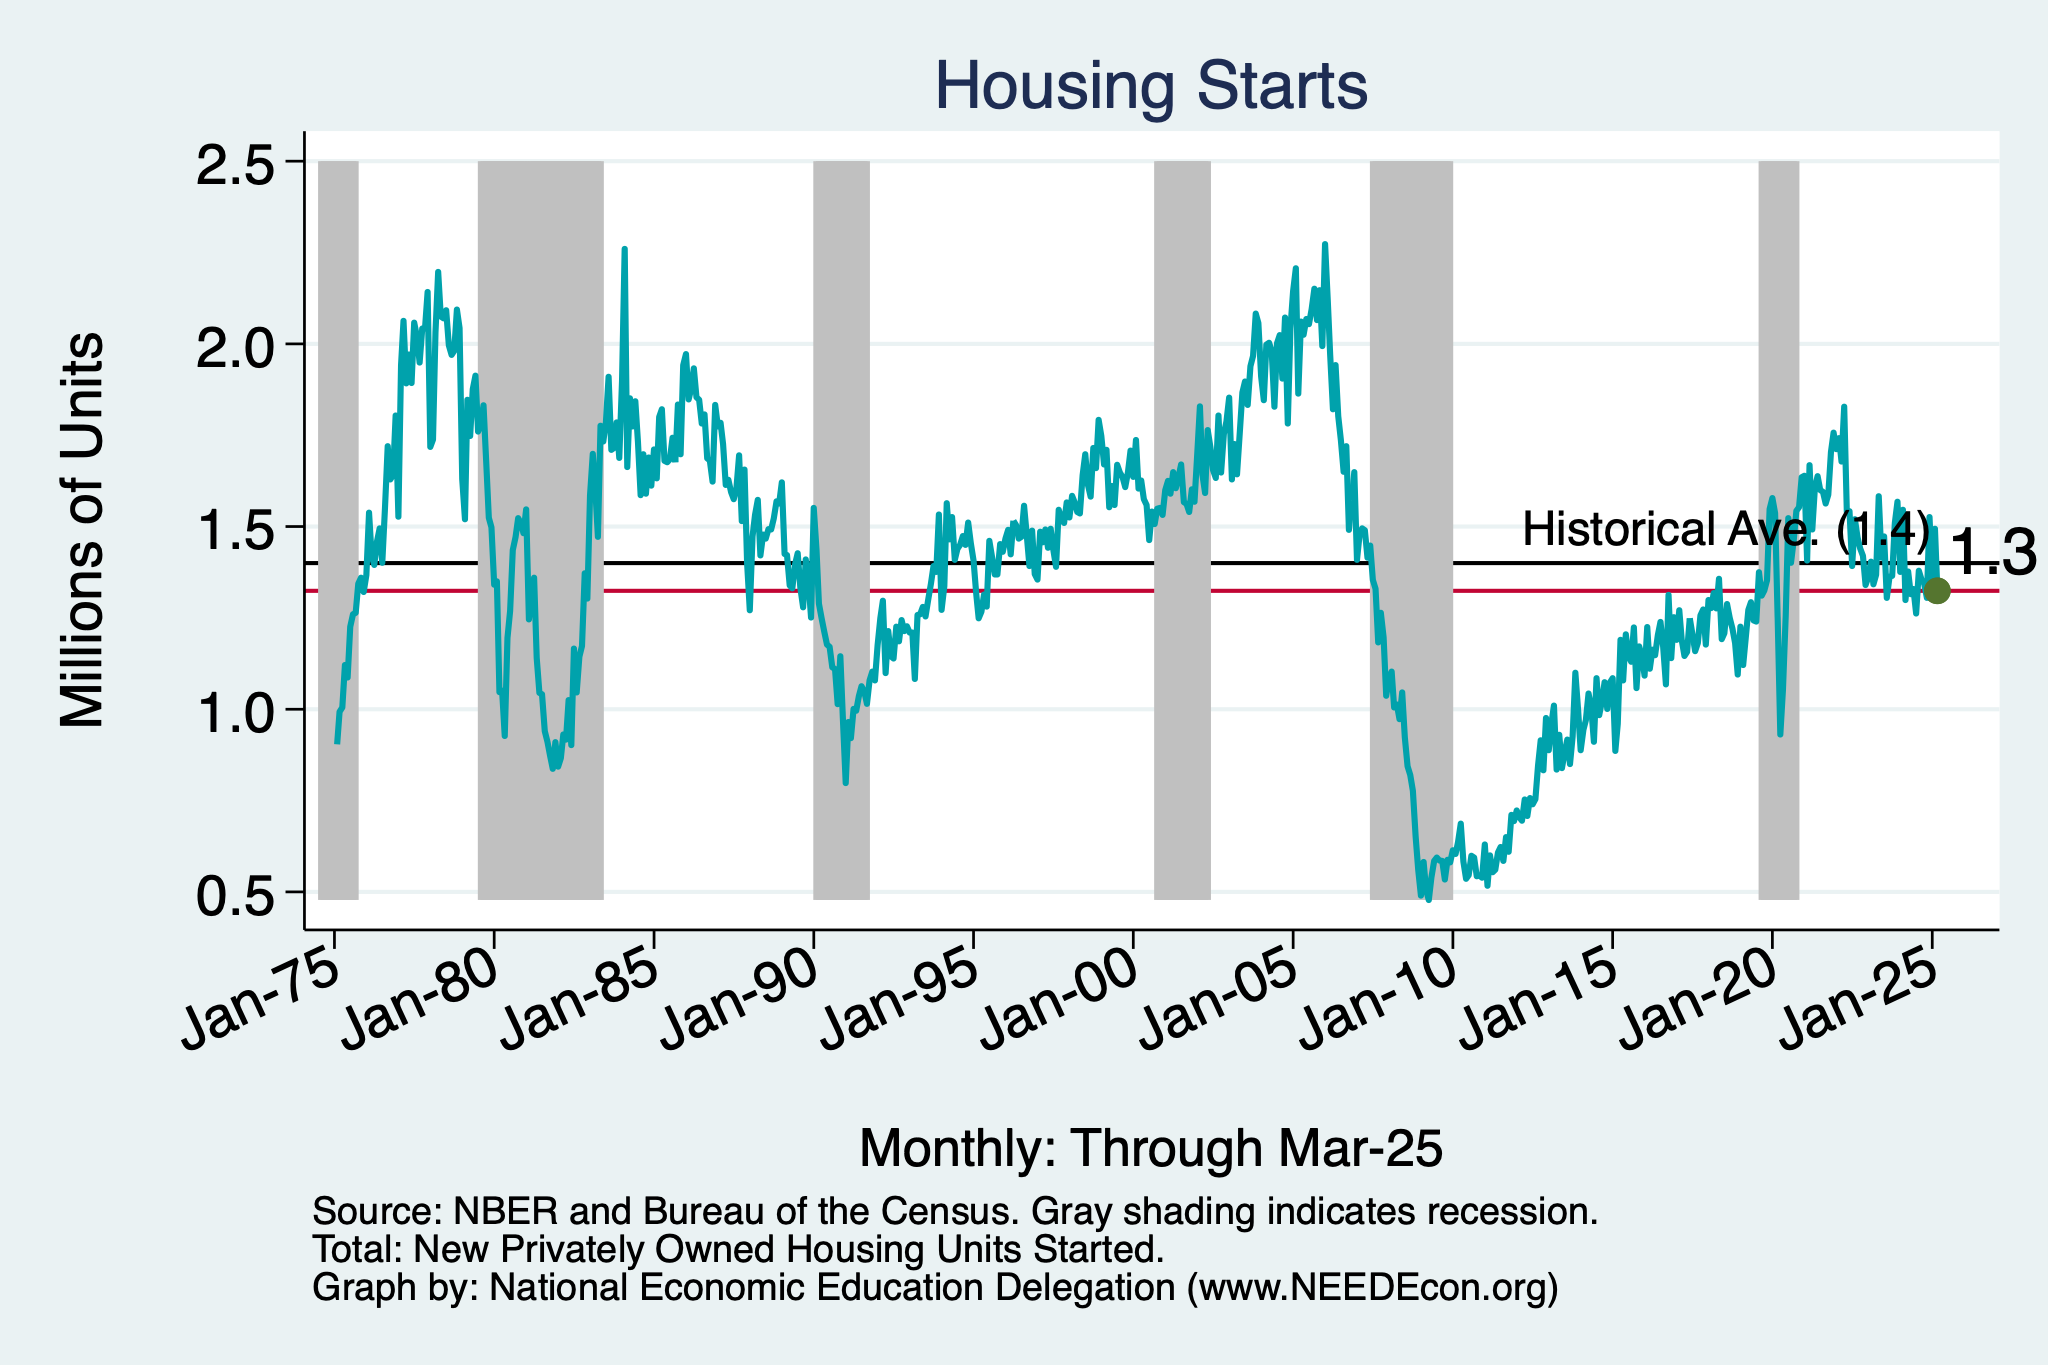 Housing Starts
2.5
2.0
1.5
1.0
0.5
Millions of Units
Historical Ave. (1.4)
1.3
Jan-75
Jan-80
Jan-85
Jan-90
Jan-95
Jan-00
Jan-05
Jan-10
Jan-15
Jan-20
Jan-25
Monthly: Through Mar-25
Source: NBER and Bureau of the Census. Gray shading indicates recession.
Total: New Privately Owned Housing Units Started.
Graph by: National Economic Education Delegation (www.NEEDEcon.org)